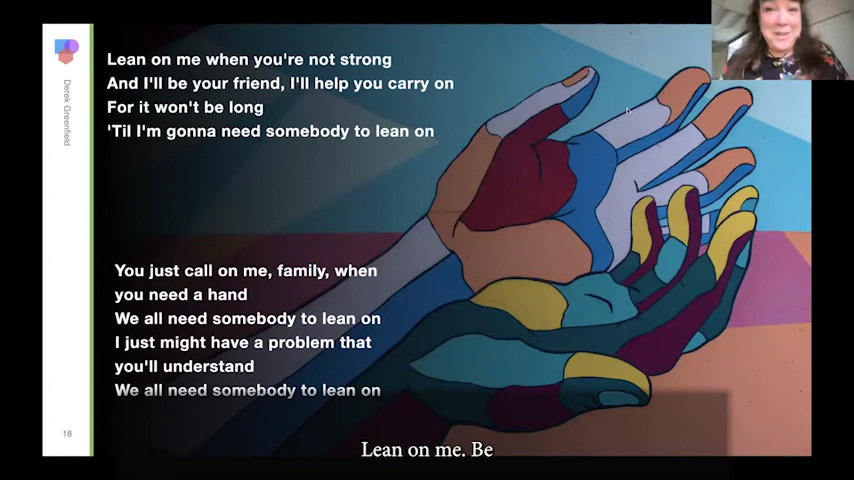 Lean on me when you're not strong
And I'll be your friend, I'll help you carry on
For it won't be long
'Til I'm gonna need somebody to lean on
You just call on me, family, when
you need a hand
We all need somebody to lean on
I just might have a problem that
you'll understand
We all need somebody to lean on
Derek Greenfield
18
Lean on me. Be